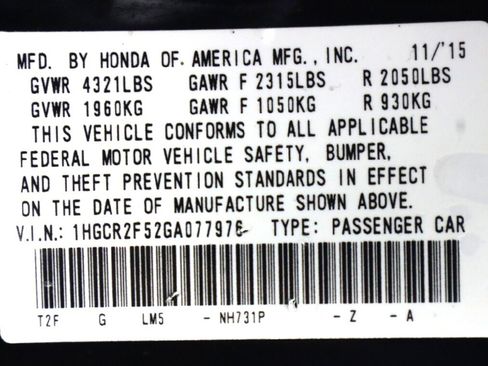 MFD. BY HONDA OF AMERICA MFG., INC. 11/'15
GVWR 4321LBS GAWR F 2315LBS R 2050LBS
GVWR 1960KG GAWR F 1050KG R 930KG
THIS VEHICLE CONFORMS TO ALL APPLICABLE
FEDERAL MOTOR VEHICLE SAFETY, BUMPER,
AND THEFT PREVENTION STANDARDS IN EFFECT
ON THE DATE OF MANUFACTURE SHOWN ABOVE.
V.I.N.: 1HGCR2F52GA077976 TYPE: PASSENGER CAR
T2F G LM5 - NH731P - Z - A